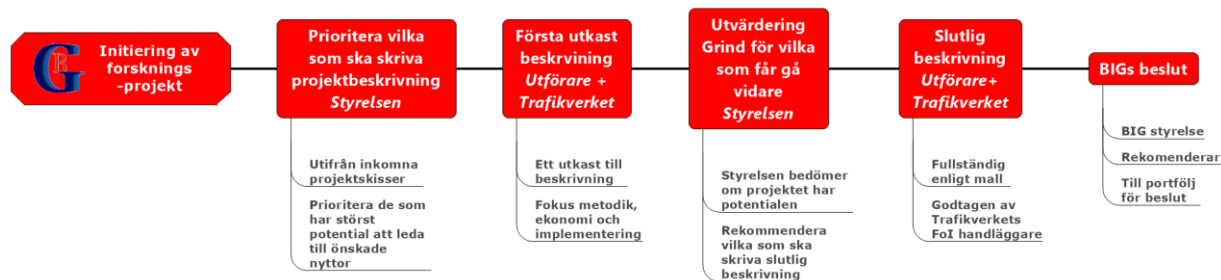 GB
Initiering av
forsknings
-projekt
Prioritera vilka
som ska skriva
projektbeskrivning
Styrelsen
Utifrån inkomna
projektskisser
Prioritera de som
har störst
potential att leda
till önskade
nyttor
Första utkast
beskrvining
Utförare +
Trafikverket
Ett utkast till
beskrivning
Fokus metodik,
ekonomi och
implementering
Utvärdering
Grind för vilka
som får gå
vidare
Styrelsen
Styrelsen bedömer
om projektet har
potentialen
Rekommendera
vilka som ska
skriva slutlig
beskrivning
Slutlig
beskrivning
Utförare+
Trafikverket
Fullständig
enligt mall
Godtagen av
Trafikverkets
FoI handläggare
BIGs beslut
BIG styrelse
Rekomenderar
Till portfölj
för beslut